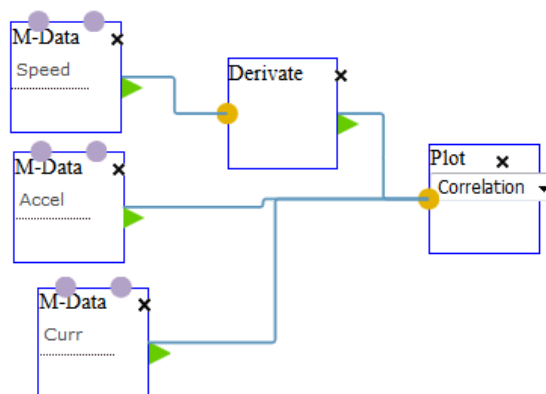 M-Data
Speed
Derivate
M-Data
Accel
Plot
Correlation
M-Data
Curr